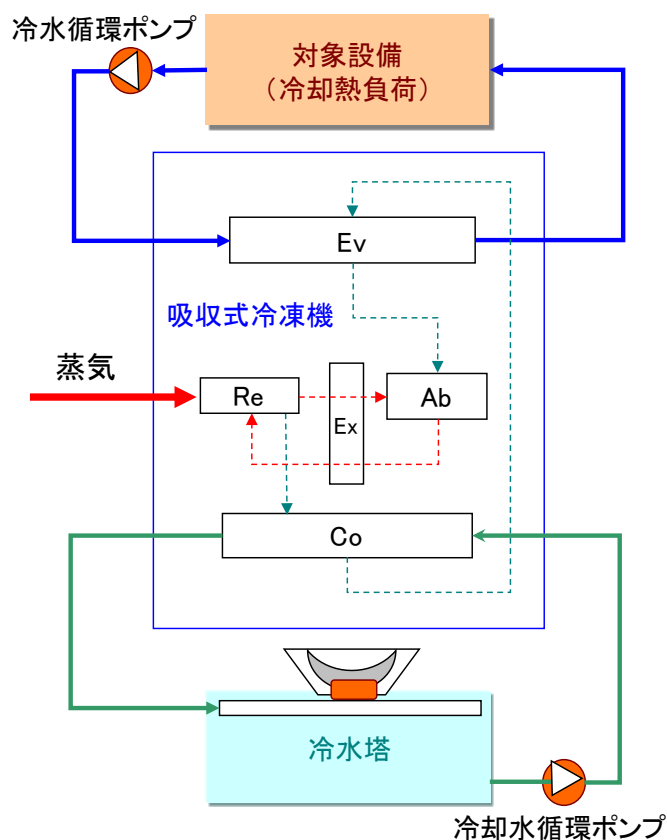 冷水循環ポンプ
対象設備
（冷却熱負荷）
Ev
吸収式冷凍機
蒸気
Re
Ex
Ab
Co
冷水塔
冷却水循環ポンプ